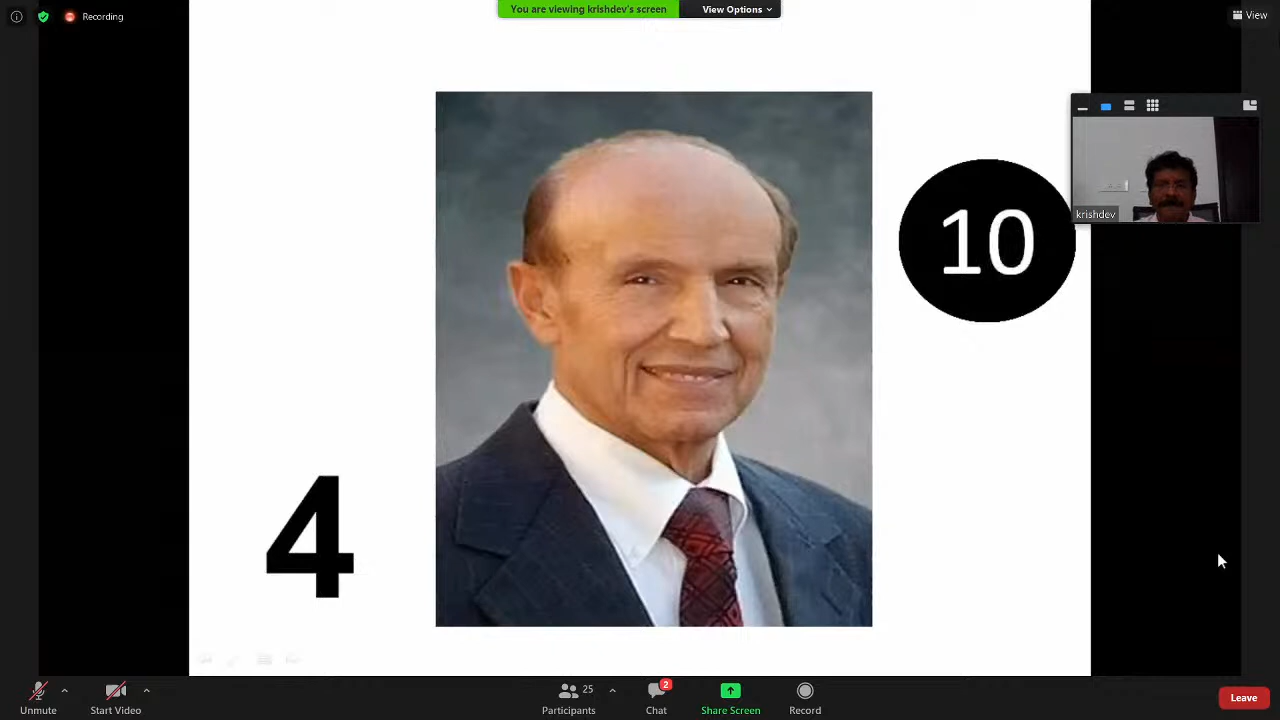 Recording
You are viewing krishdev's screen
View Options
View
10
krishdev
4
Unmute
Start Video
25
Participants
2
Chat
Share Screen
Record
Leave